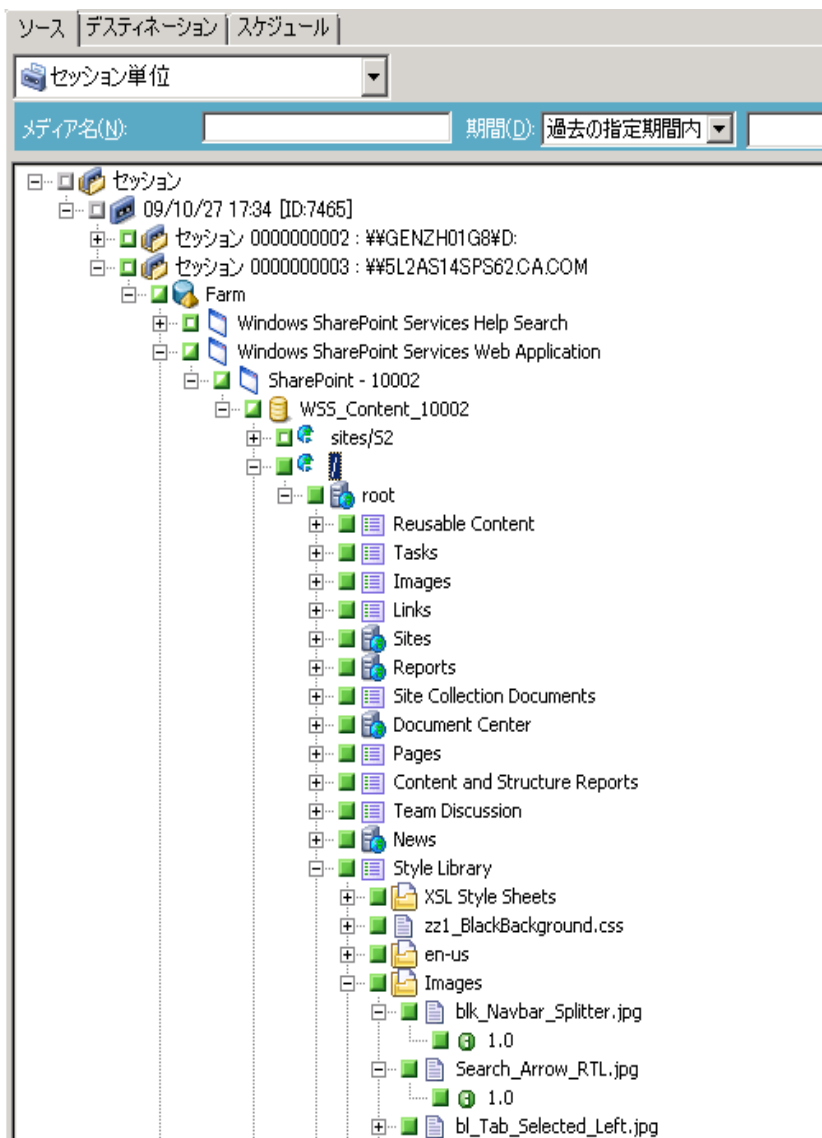 ソース デスティネーション スケジュール
セッション単位
メディア名(N): 期間(D): 過去の指定期間内
セッション
09/10/27 17:34 [ID:7465]
セッション 0000000002 : ¥¥GENZH01G8¥D:
セッション 0000000003 : ¥¥5L2AS14SPS62.CA.COM
Farm
Windows SharePoint Services Help Search
Windows SharePoint Services Web Application
SharePoint - 10002
WSS_Content_10002
sites/S2
/
root
Reusable Content
Tasks
Images
Links
Sites
Reports
Site Collection Documents
Document Center
Pages
Content and Structure Reports
Team Discussion
News
Style Library
XSL Style Sheets
zz1_BlackBackground.css
en-us
Images
blk_Navbar_Splitter.jpg
1.0
Search_Arrow_RTL.jpg
1.0
bl_Tab_Selected_Left.jpg